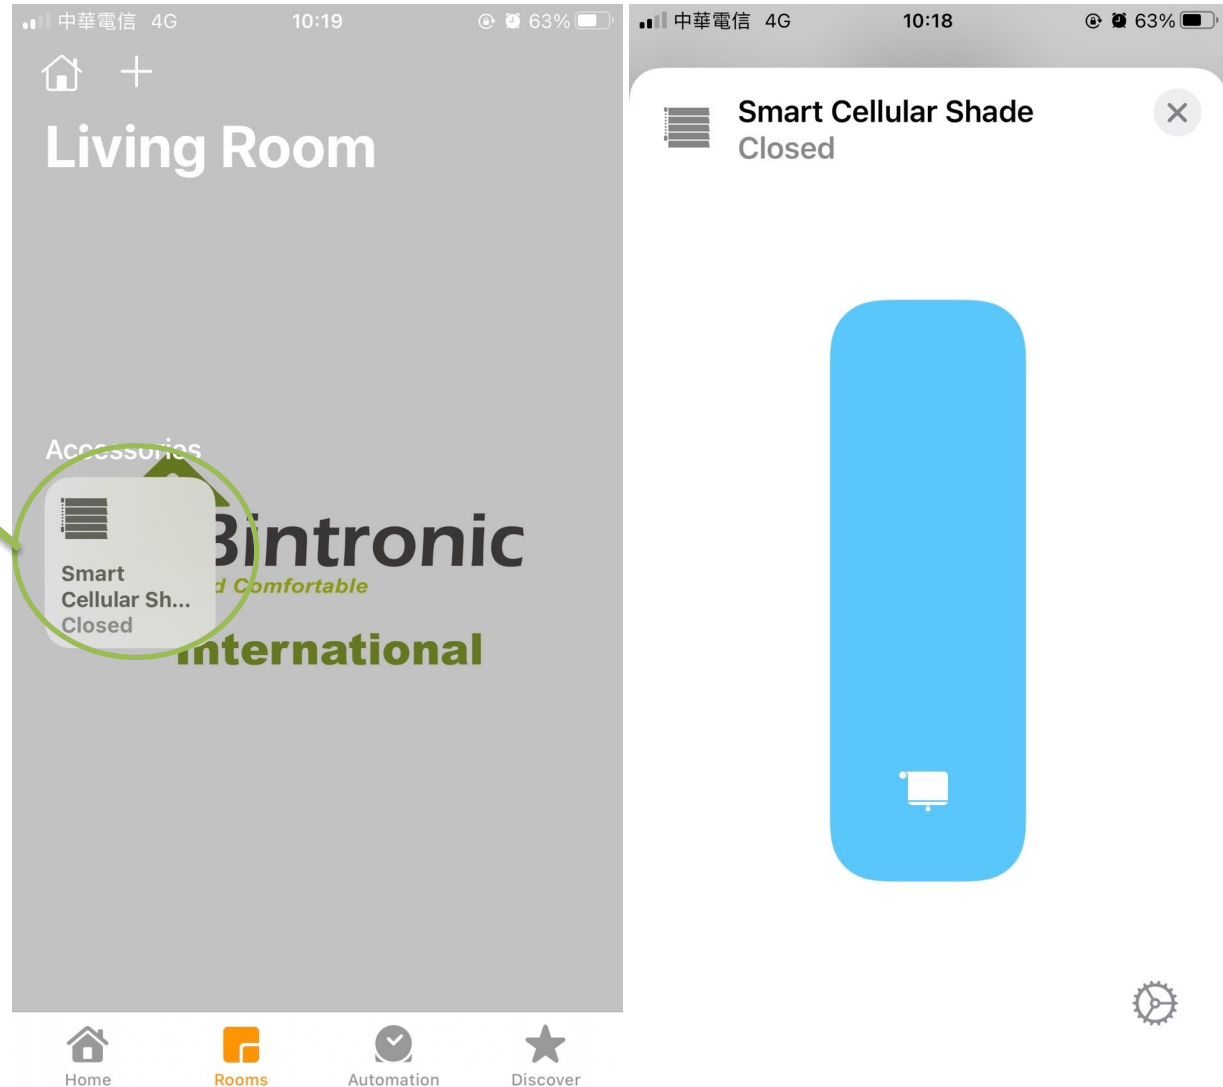 中華電信 4G 10:19 63%
Living Room
Accessories
Smart
Cellular Sh...
Closed
Bintronic
d Comfortable
International
Home Rooms Automation Discover
中華電信 4G 10:18 63%
Smart Cellular Shade
Closed